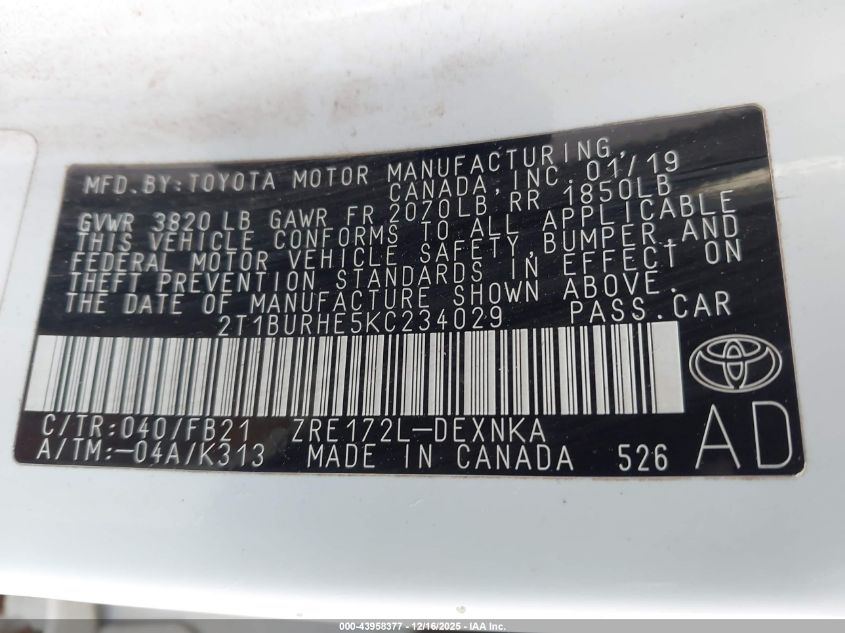 MFD. BY: TOYOTA MOTOR MANUFACTURING,
CANADA, INC. 01/19
GVWR 3820 LB GAWR FR 2070LB RR 1850LB
THIS VEHICLE CONFORMS TO ALL APPLICABLE
FEDERAL MOTOR VEHICLE SAFETY, BUMPER, AND
THEFT PREVENTION STANDARDS IN EFFECT ON
THE DATE OF MANUFACTURE SHOWN ABOVE.
2T1BURHE5KC234029 PASS. CAR
C/TR: 040/FB21 ZRE172L-DEXNKA
A/TM:-04A/K313 MADE IN CANADA 526
AD
000-43958377 - 12/16/2025 - IAA Inc.